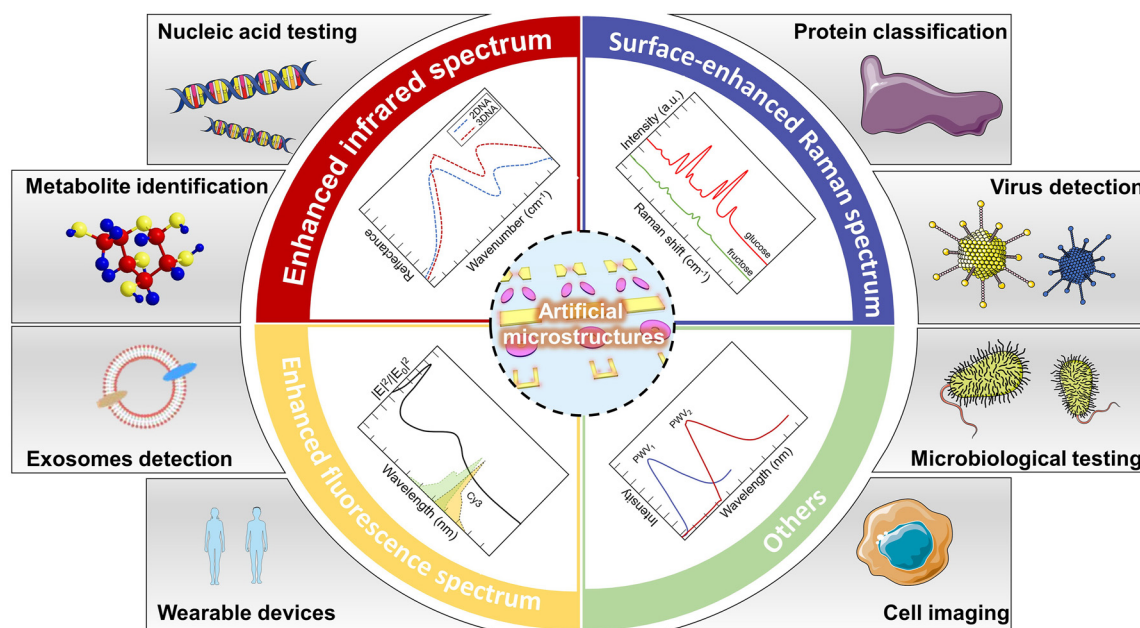 Nucleic acid testing
Metabolite identification
Exosomes detection
Wearable devices
Enhanced infrared spectrum
2DNA
3DNA
Reflectance
Wavenumber (cm⁻¹)
Surface-enhanced Raman spectrum
Intensity (a.u.)
Raman shift (cm⁻¹)
glucose
fructose
Artificial
microstructures
Enhanced fluorescence spectrum
|E|²/|E₀|²
Wavelength (nm)
Cy3
Others
PWV₁
PWV₂
Intensity
Wavelength (nm)
Protein classification
Virus detection
Microbiological testing
Cell imaging